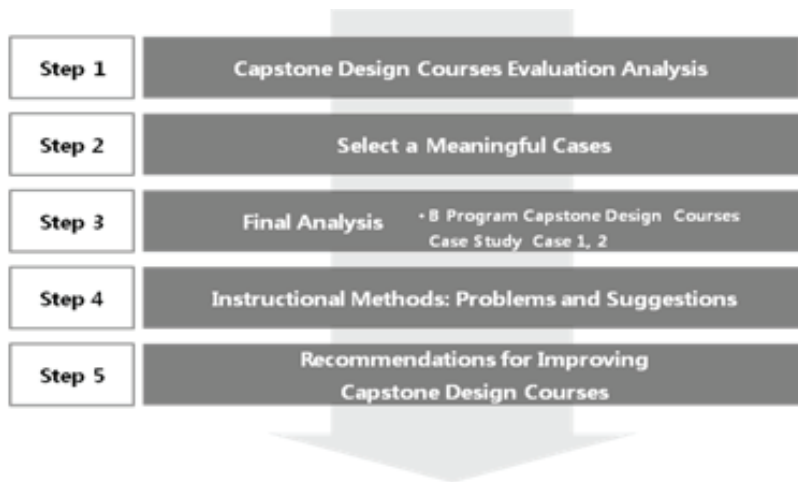 Step 1
Capstone Design Courses Evaluation Analysis
Step 2
Select a Meaningful Cases
Step 3
Final Analysis
• B Program Capstone Design Courses
Case Study Case 1, 2
Step 4
Instructional Methods: Problems and Suggestions
Step 5
Recommendations for Improving
Capstone Design Courses